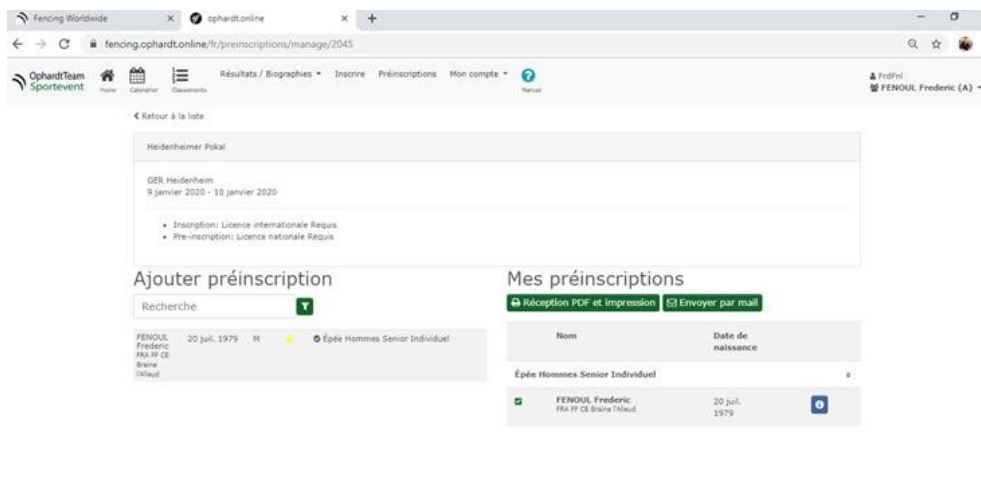 Fencing Worldwide
ophardt.online
fencing.ophardt.online/fr/preinscriptions/manage/2045
OphardtTeam
Sportevent
Home
Calendrier
Classements
Résultats / Biographies
Inscrire
Préinscriptions
Mon compte
Manuel
FrdFnl
FENOUL Frederic (A)
Retour à la liste
Heidenheimer Pokal
GER Heidenheim
9 janvier 2020 - 10 janvier 2020
Inscription: Licence internationale Requis
Pre-inscription: Licence nationale Requis
Ajouter préinscription
Recherche
FENOUL
Frederic
FRA FF CE
Braine
l'Alleud
20 juil. 1979
M
Épée Hommes Senior Individuel
Mes préinscriptions
Réception PDF et impression
Envoyer par mail
Nom
Date de
naissance
Épée Hommes Senior Individuel
FENOUL Frederic
FRA FF CE Braine l'Alleud
20 juil.
1979